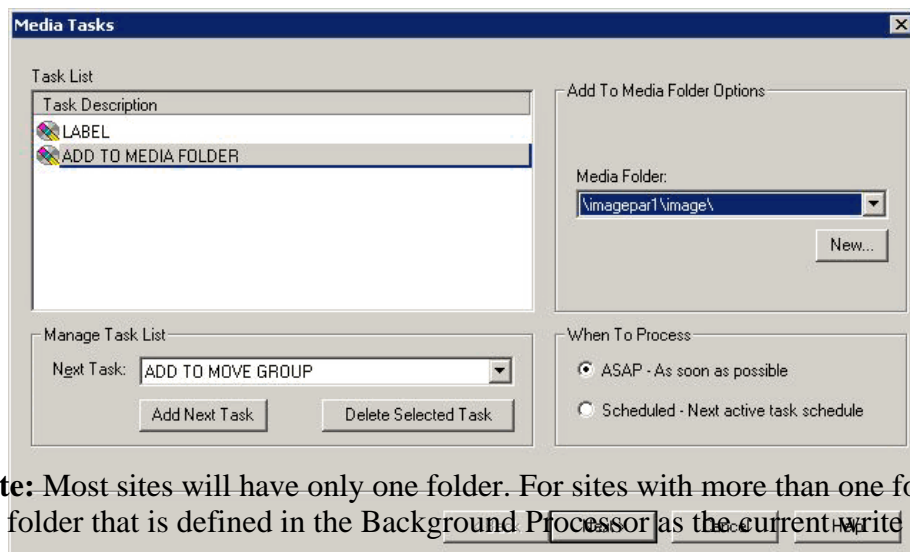 Media Tasks
Task List
Task Description
LABEL
ADD TO MEDIA FOLDER
Add To Media Folder Options
Media Folder:
\imagepar1\image\
New...
Manage Task List
Next Task:
ADD TO MOVE GROUP
Add Next Task
Delete Selected Task
When To Process
ASAP - As soon as possible
Scheduled - Next active task schedule
te: Most sites will have only one folder. For sites with more than one fo
folder that is defined in the Background Processor as the current write
Cancel
Help